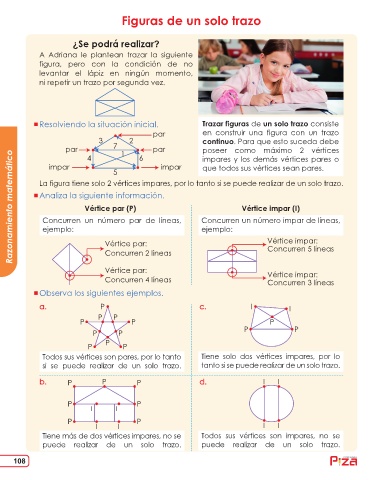 Figuras de un solo trazo
¿Se podrá realizar?
A Adriana le plantean trazar la siguiente
figura, pero con la condición de no
levantar el lápiz en ningún momento,
ni repetir un trazo por segunda vez.
Resolviendo la situación inicial.
par
3 2
7
par 1 par
4 6
impar impar
5
Trazar figuras de un solo trazo consiste
en construir una figura con un trazo
continuo. Para que esto suceda debe
poseer como máximo 2 vértices
impares y los demás vértices pares o
que todos sus vértices sean pares.
La figura tiene solo 2 vértices impares, por lo tanto si se puede realizar de un solo trazo.
Analiza la siguiente información.
Vértice par (P)
Concurren un número par de líneas,
ejemplo:
Vértice par:
Concurren 2 líneas
Vértice par:
Concurren 4 líneas
Vértice impar (I)
Concurren un número impar de líneas,
ejemplo:
Vértice impar:
Concurren 5 líneas
Vértice impar:
Concurren 3 líneas
Observa los siguientes ejemplos.
a.
P
P P
P P
P P
P
P P
Todos sus vértices son pares, por lo tanto
si se puede realizar de un solo trazo.
c.
I I
P
P P
Tiene solo dos vértices impares, por lo
tanto si se puede realizar de un solo trazo.
b.
P P P
P P
I I
P P
Tiene más de dos vértices impares, no se
puede realizar de un solo trazo.
d.
I I
I I
Todos sus vértices son impares, no se
puede realizar de un solo trazo.
Razonamiento matemático
108
Piza